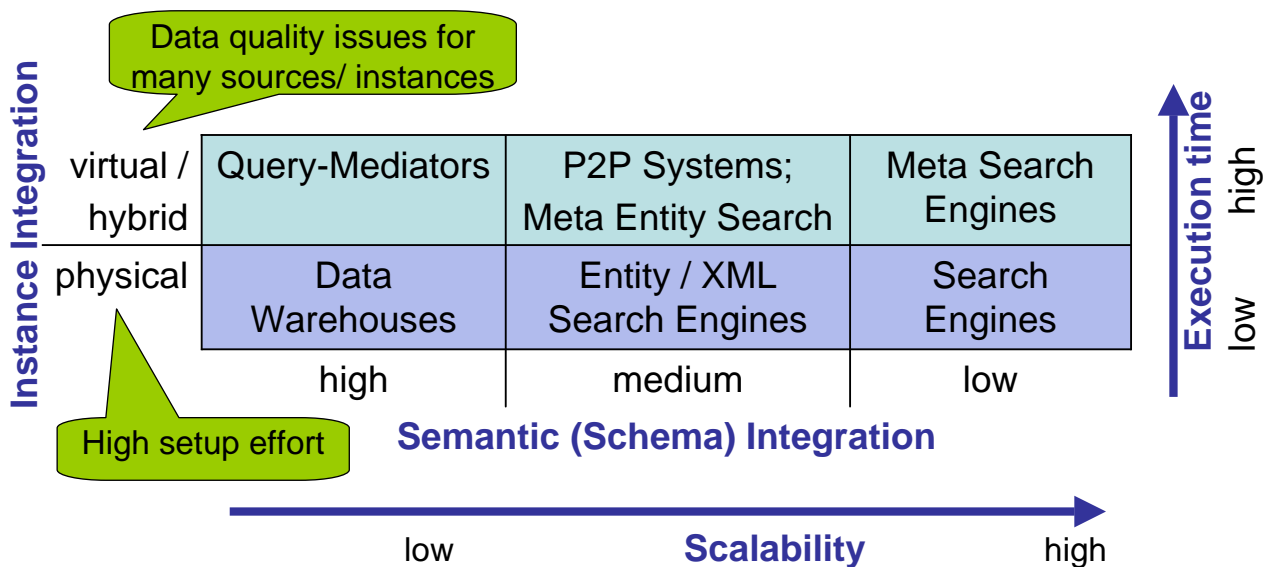 Data quality issues for
many sources/ instances
Instance Integration
virtual /
hybrid
Query-Mediators
P2P Systems;
Meta Entity Search
Meta Search
Engines
physical
Data
Warehouses
Entity / XML
Search Engines
Search
Engines
Execution time
high
low
high
medium
low
High setup effort
Semantic (Schema) Integration
low
Scalability
high